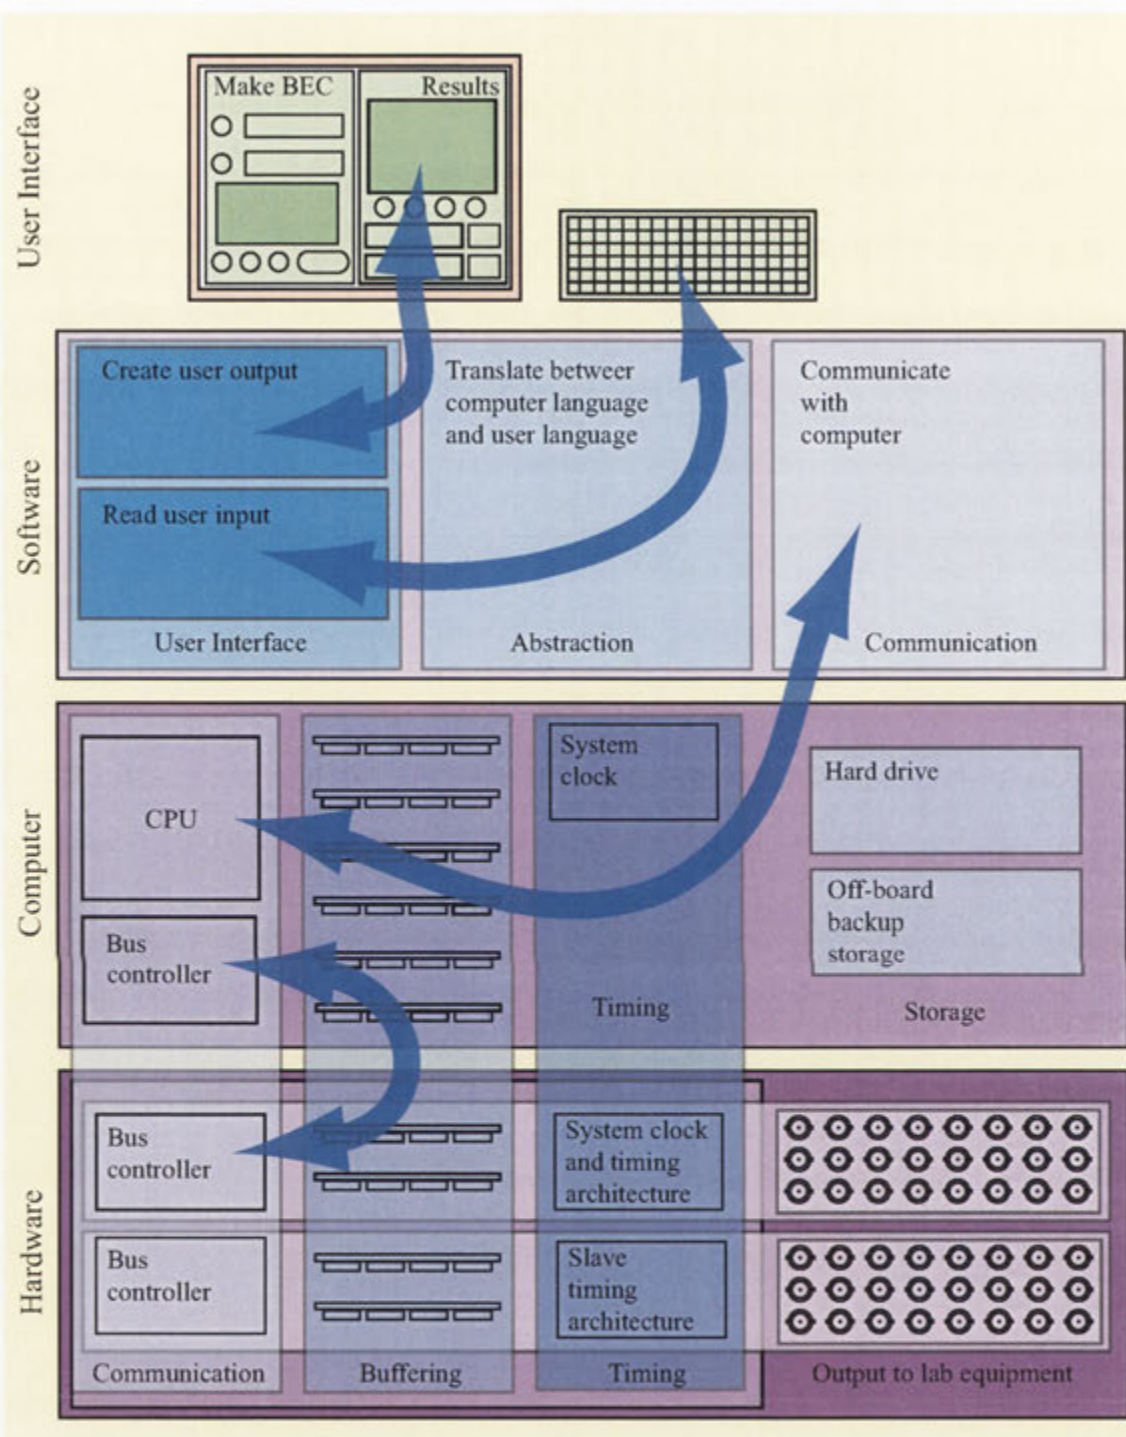 User Interface
Make BEC
Results
Software
Create user output
Read user input
User Interface
Translate between
computer language
and user language
Abstraction
Communicate
with
computer
Communication
Computer
CPU
Bus
controller
System
clock
Timing
Hard drive
Off-board
backup
storage
Storage
Hardware
Bus
controller
System clock
and timing
architecture
Bus
controller
Slave
timing
architecture
Communication
Buffering
Timing
Output to lab equipment